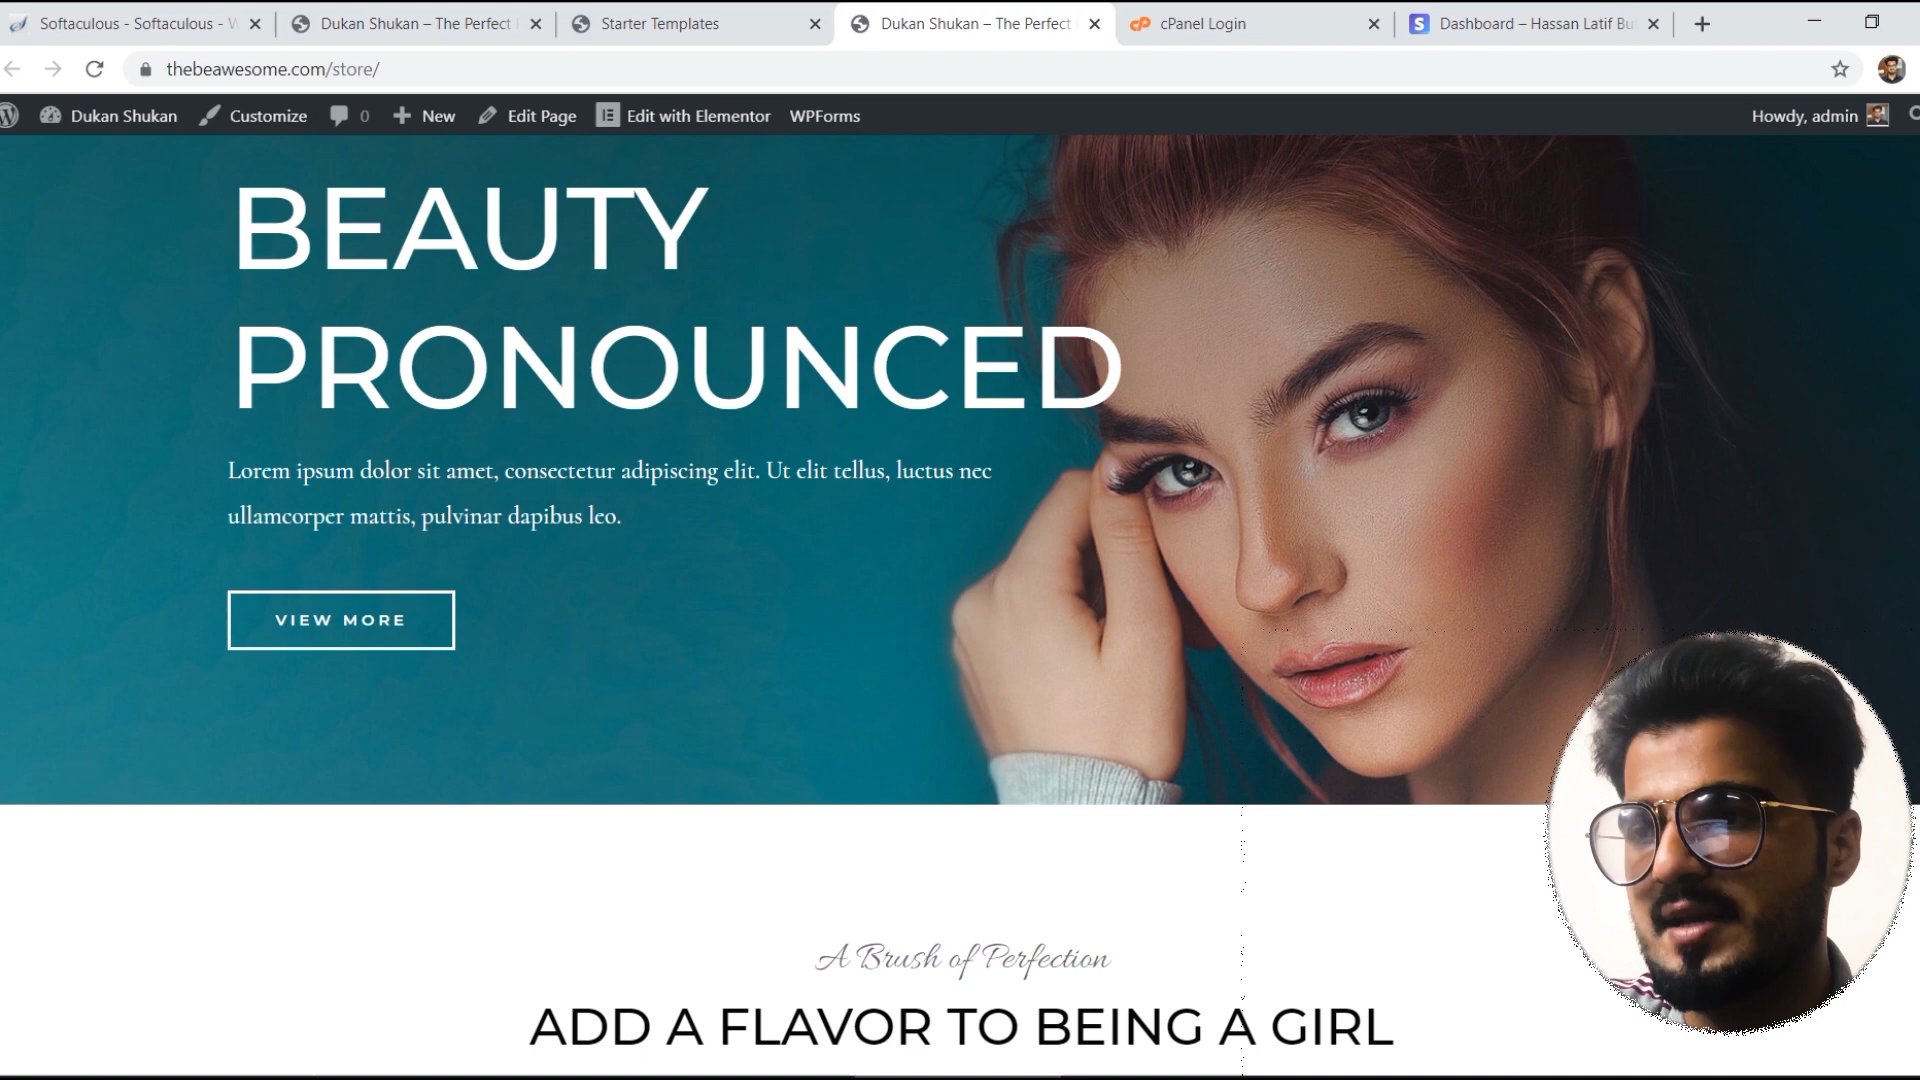 Softaculous - Softaculous - W
Dukan Shukan – The Perfect
Starter Templates
Dukan Shukan – The Perfect
cPanel Login
Dashboard – Hassan Latif Bu
thebeawesome.com/store/
Dukan Shukan
Customize
0
New
Edit Page
Edit with Elementor
WPForms
Howdy, admin
BEAUTY
PRONOUNCED
Lorem ipsum dolor sit amet, consectetur adipiscing elit. Ut elit tellus, luctus nec
ullamcorper mattis, pulvinar dapibus leo.
VIEW MORE
A Brush of Perfection
ADD A FLAVOR TO BEING A GIRL